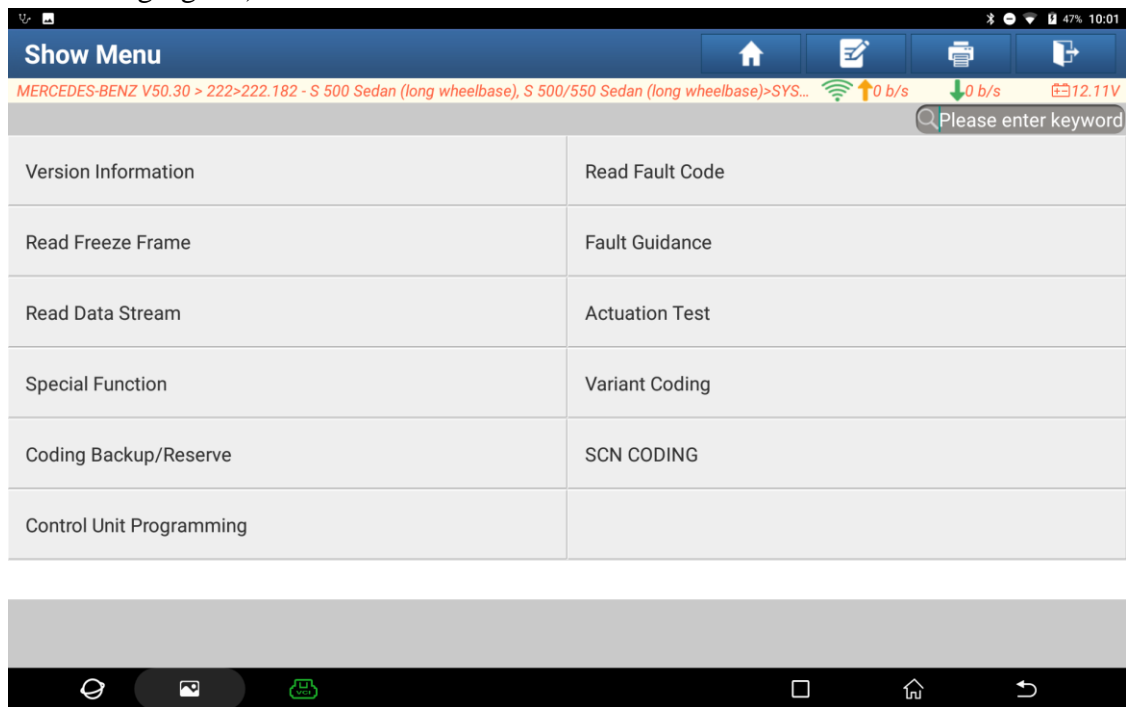 47% 10:01
Show Menu
MERCEDES-BENZ V50.30 > 222>222.182 - S 500 Sedan (long wheelbase), S 500/550 Sedan (long wheelbase)>SYS... 0 b/s 0 b/s 12.11V
Please enter keyword
Version Information
Read Fault Code
Read Freeze Frame
Fault Guidance
Read Data Stream
Actuation Test
Special Function
Variant Coding
Coding Backup/Reserve
SCN CODING
Control Unit Programming
VCI